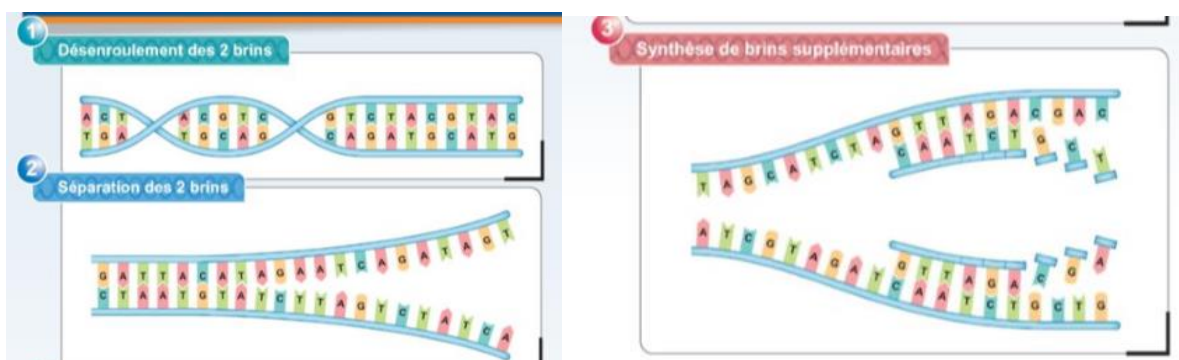 1
Désenroulement des 2 brins
A C T A C G T C G T C T A C G T A C
T G A T G C A G C A G A T G C A T G
2
Séparation des 2 brins
G A T T A C A T A G A A T C A G A T A G T
C T A A T G T A T C T T A G T C T A T C A
3
Synthèse de brins supplémentaires
T A G C A T C T A G T T A G A C G A C
C A A T C T G C T
G T T A G A C G A
A T C G T A G A T C A A T C T G C T G